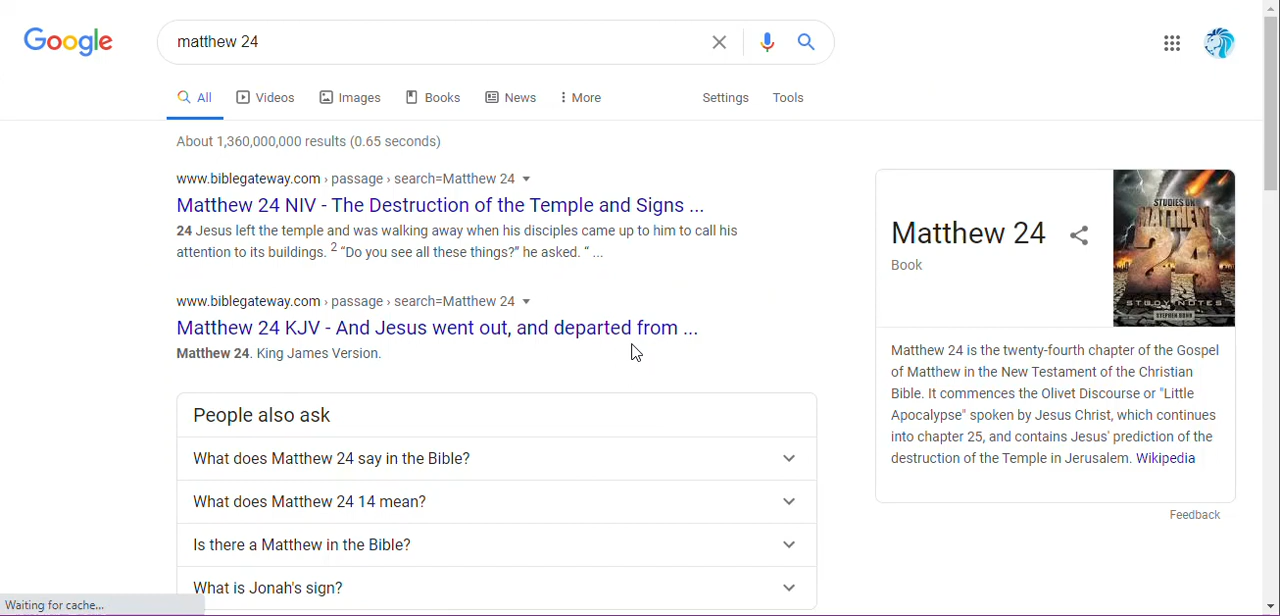 Google
matthew 24
All
Videos
Images
Books
News
More
Settings
Tools
About 1,360,000,000 results (0.65 seconds)
www.biblegateway.com › passage › search=Matthew 24
Matthew 24 NIV - The Destruction of the Temple and Signs ...
24 Jesus left the temple and was walking away when his disciples came up to him to call his
attention to its buildings. 2 “Do you see all these things?” he asked. “ ...
www.biblegateway.com › passage › search=Matthew 24
Matthew 24 KJV - And Jesus went out, and departed from ...
Matthew 24. King James Version.
People also ask
What does Matthew 24 say in the Bible?
What does Matthew 24 14 mean?
Is there a Matthew in the Bible?
What is Jonah's sign?
Matthew 24
Book
STUDIES ON
MATTHEW
24
STUDY NOTES
STEPHEN BOHR
Matthew 24 is the twenty-fourth chapter of the Gospel
of Matthew in the New Testament of the Christian
Bible. It commences the Olivet Discourse or "Little
Apocalypse" spoken by Jesus Christ, which continues
into chapter 25, and contains Jesus' prediction of the
destruction of the Temple in Jerusalem. Wikipedia
Feedback
Waiting for cache...